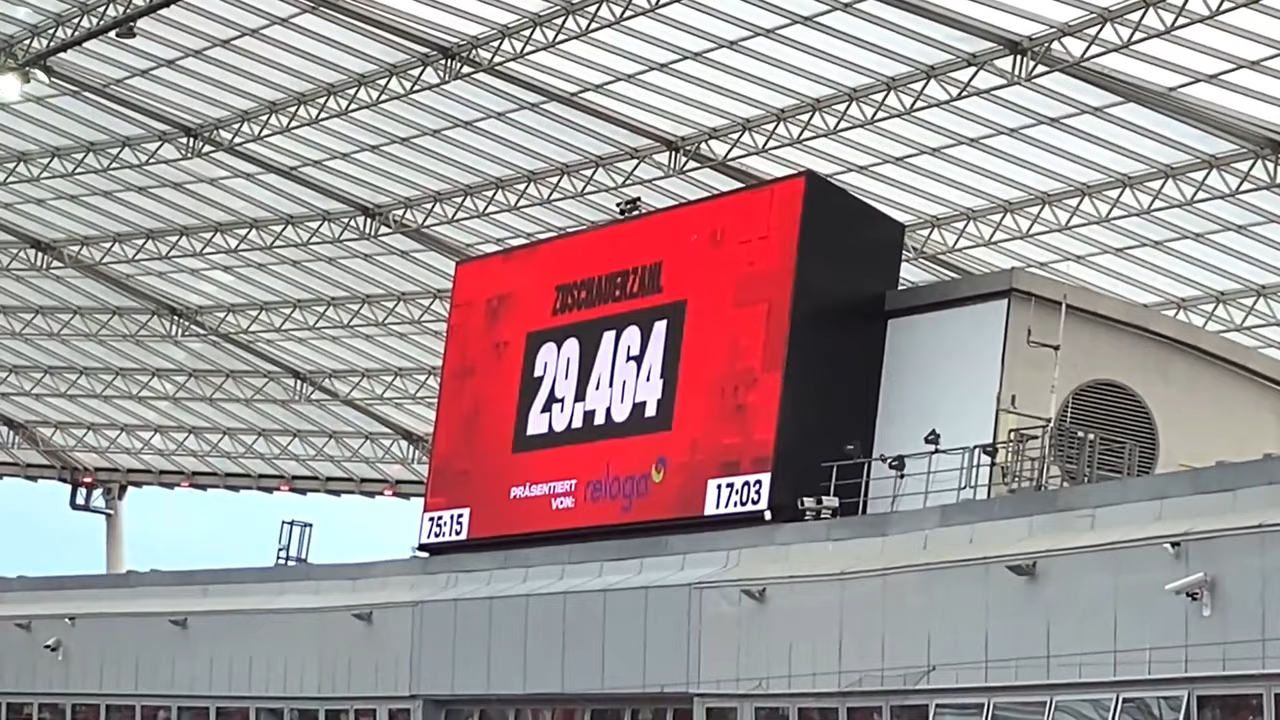 ZUSCHAUERZAHL
29.464
PRÄSENTIERT
VON:
reloga
75:15
17:03